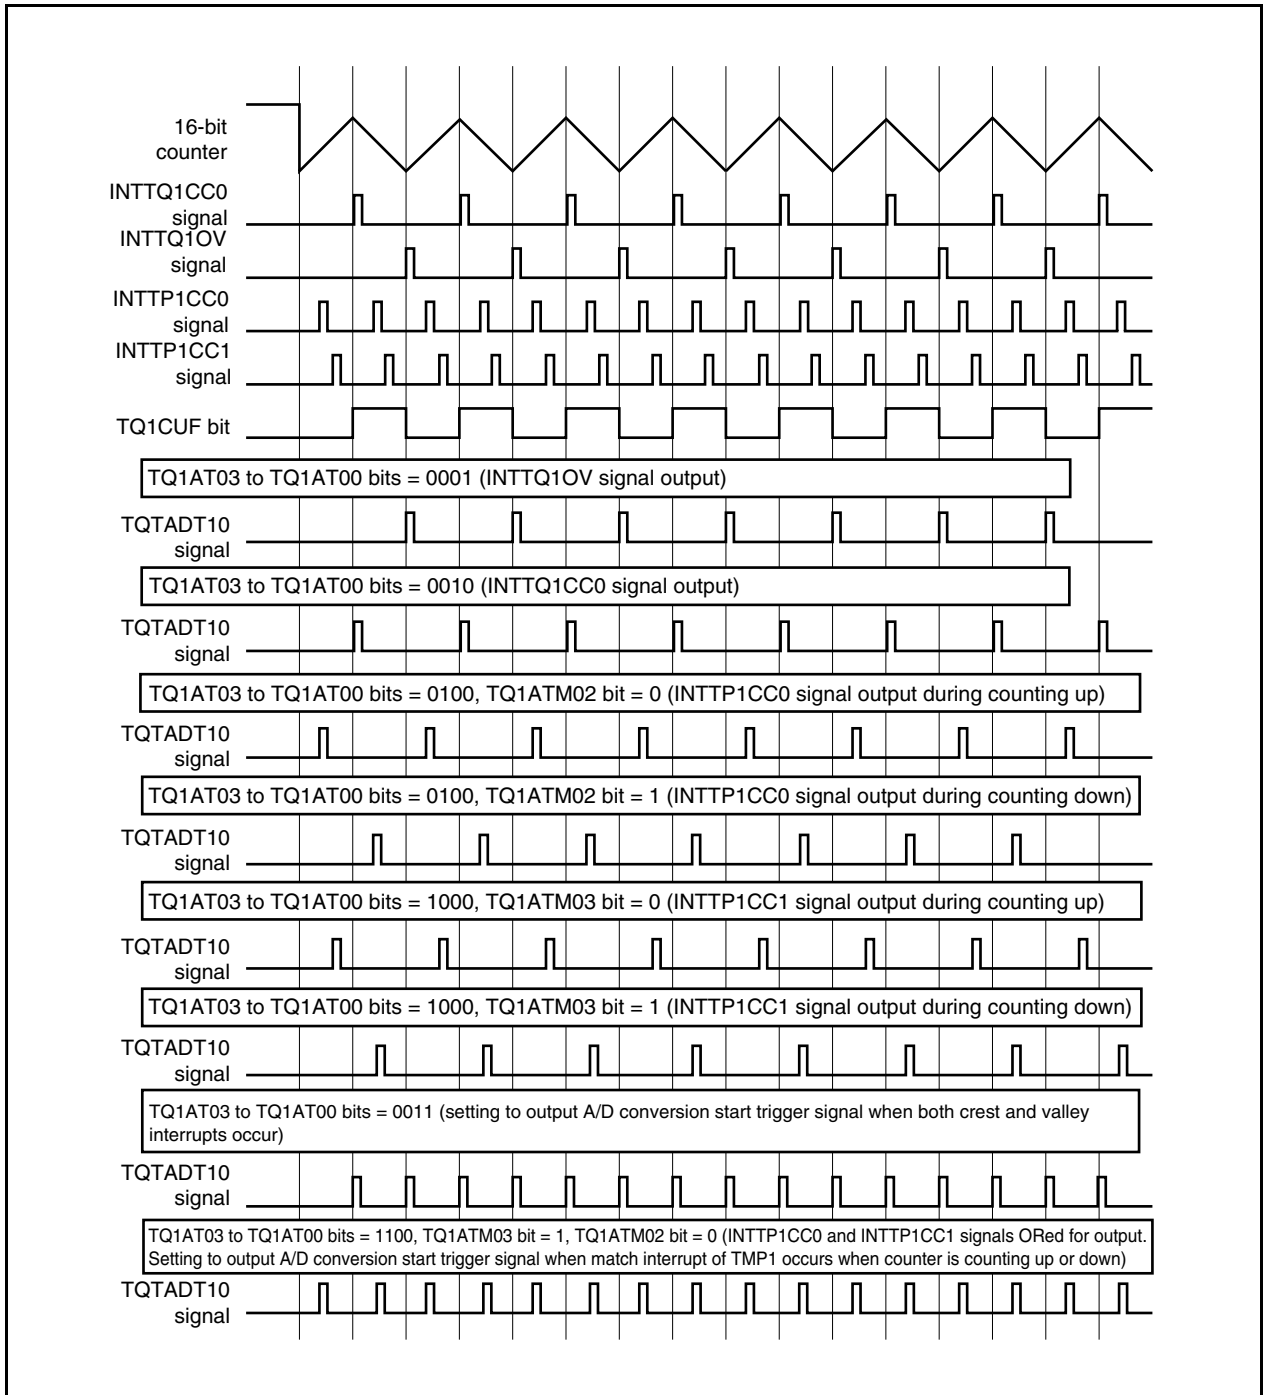 16-bit
counter
INTTQ1CC0
signal
INTTQ1OV
signal
INTTP1CC0
signal
INTTP1CC1
signal
TQ1CUF bit
TQ1AT03 to TQ1AT00 bits = 0001 (INTTQ1OV signal output)
TQTADT10
signal
TQ1AT03 to TQ1AT00 bits = 0010 (INTTQ1CC0 signal output)
TQTADT10
signal
TQ1AT03 to TQ1AT00 bits = 0100, TQ1ATM02 bit = 0 (INTTP1CC0 signal output during counting up)
TQTADT10
signal
TQ1AT03 to TQ1AT00 bits = 0100, TQ1ATM02 bit = 1 (INTTP1CC0 signal output during counting down)
TQTADT10
signal
TQ1AT03 to TQ1AT00 bits = 1000, TQ1ATM03 bit = 0 (INTTP1CC1 signal output during counting up)
TQTADT10
signal
TQ1AT03 to TQ1AT00 bits = 1000, TQ1ATM03 bit = 1 (INTTP1CC1 signal output during counting down)
TQTADT10
signal
TQ1AT03 to TQ1AT00 bits = 0011 (setting to output A/D conversion start trigger signal when both crest and valley
interrupts occur)
TQTADT10
signal
TQ1AT03 to TQ1AT00 bits = 1100, TQ1ATM03 bit = 1, TQ1ATM02 bit = 0 (INTTP1CC0 and INTTP1CC1 signals ORed for output.
Setting to output A/D conversion start trigger signal when match interrupt of TMP1 occurs when counter is counting up or down)
TQTADT10
signal